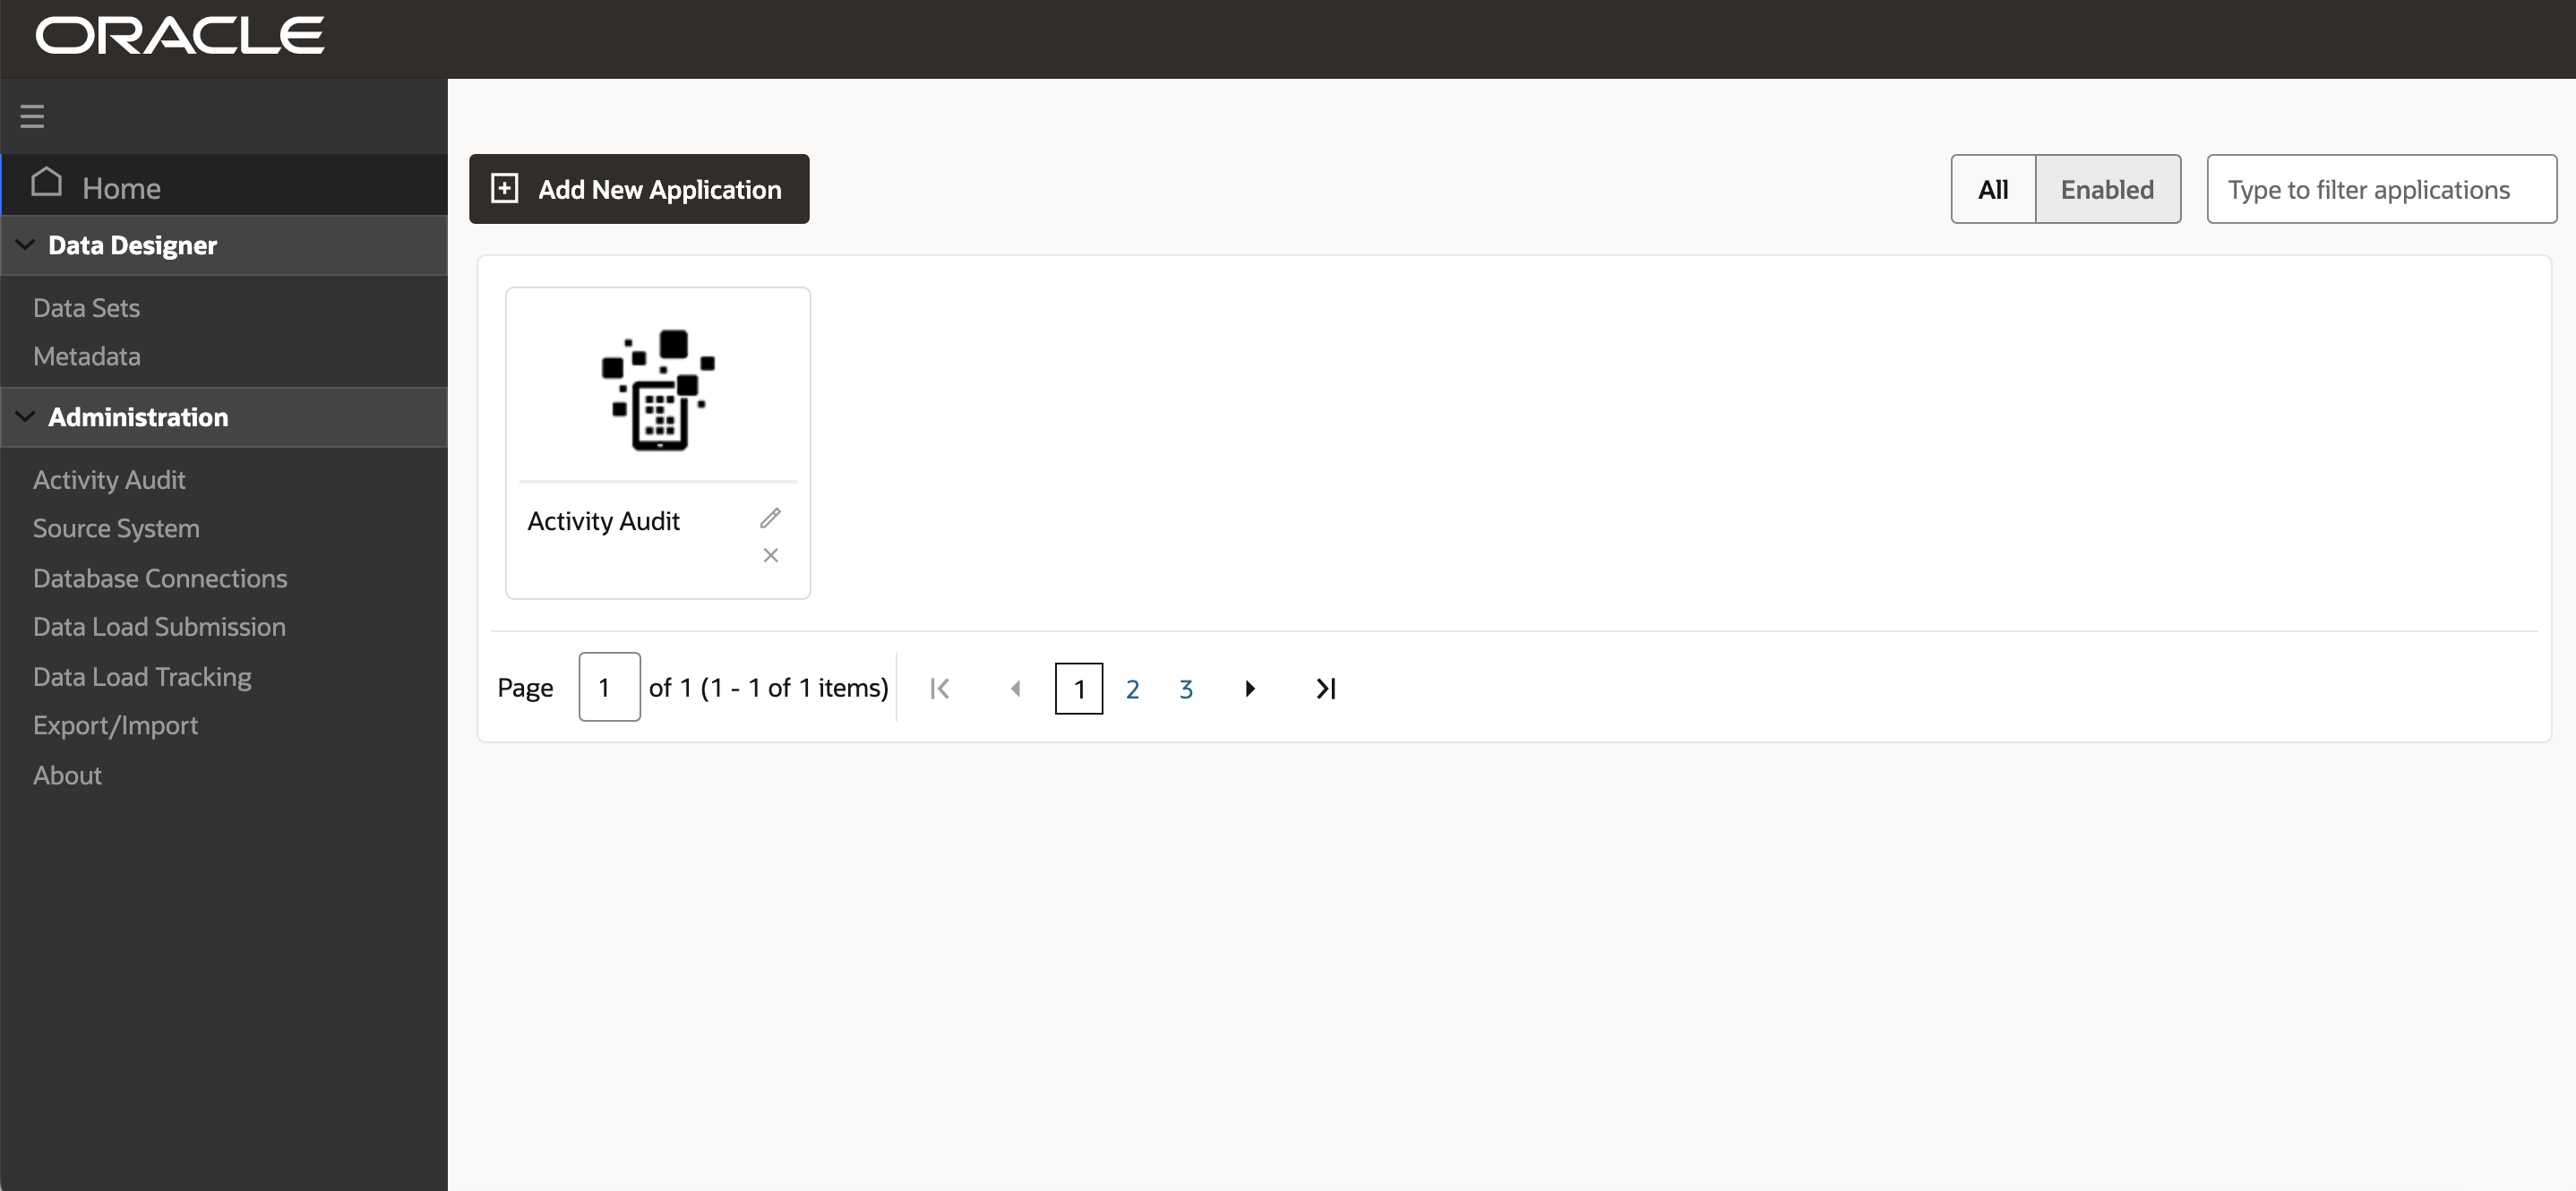 ORACLE
Home
Data Designer
Data Sets
Metadata
Administration
Activity Audit
Source System
Database Connections
Data Load Submission
Data Load Tracking
Export/Import
About
Add New Application
All Enabled Type to filter applications
Activity Audit
Page 1 of 1 (1 - 1 of 1 items) 1 2 3